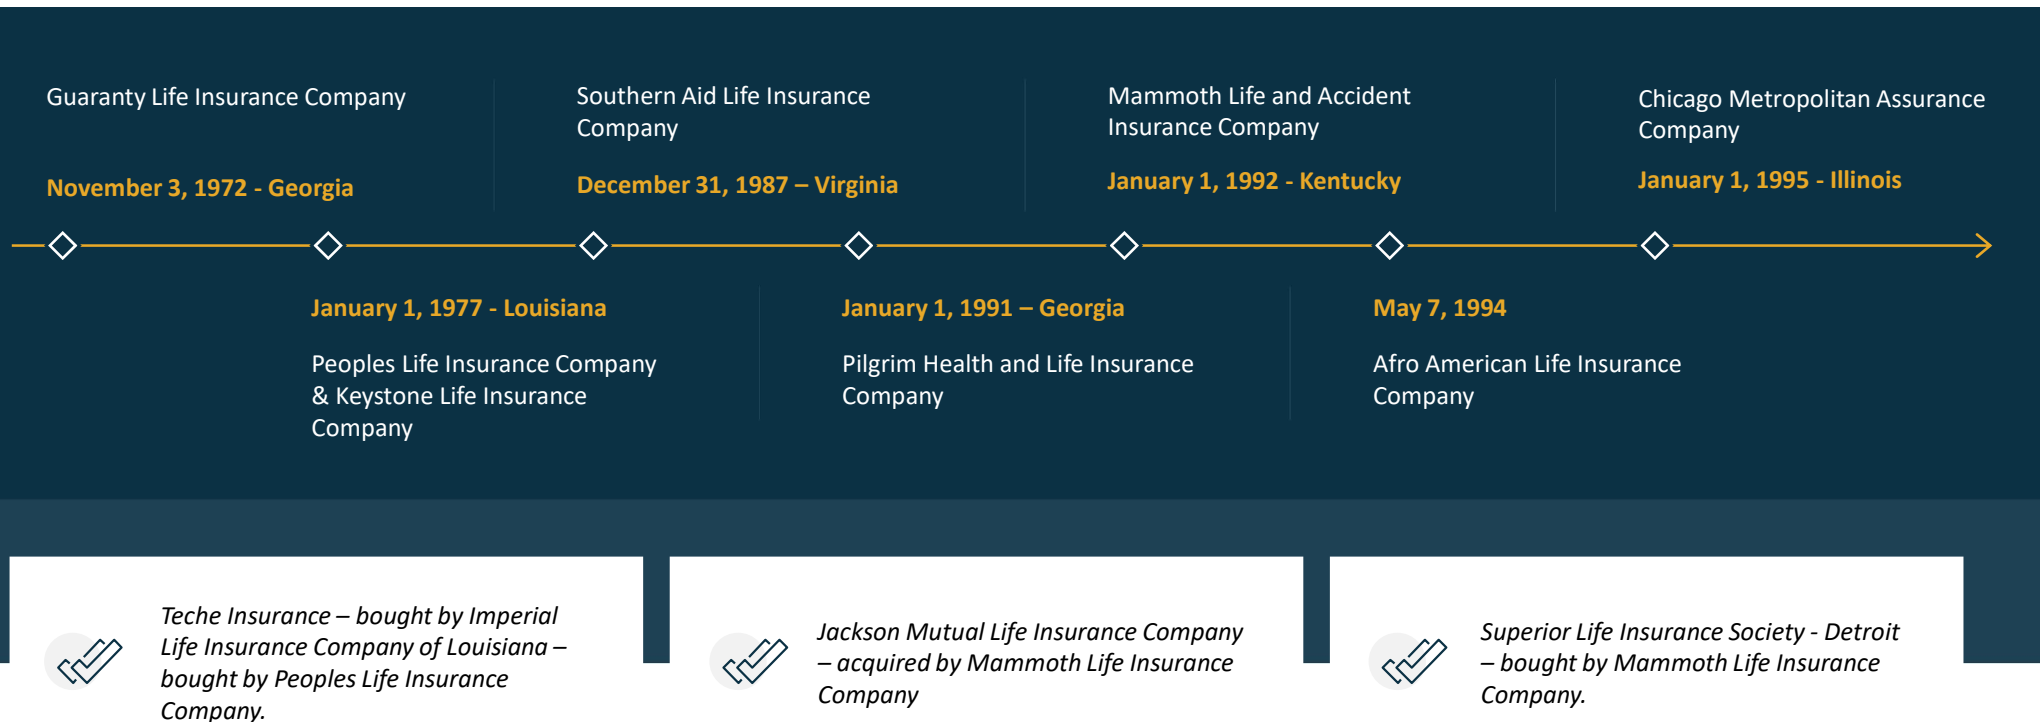 Guaranty Life Insurance Company
November 3, 1972 - Georgia
Southern Aid Life Insurance
Company
December 31, 1987 – Virginia
Mammoth Life and Accident
Insurance Company
January 1, 1992 - Kentucky
Chicago Metropolitan Assurance
Company
January 1, 1995 - Illinois
January 1, 1977 - Louisiana
Peoples Life Insurance Company
& Keystone Life Insurance
Company
January 1, 1991 – Georgia
Pilgrim Health and Life Insurance
Company
May 7, 1994
Afro American Life Insurance
Company
Teche Insurance – bought by Imperial
Life Insurance Company of Louisiana –
bought by Peoples Life Insurance
Company.
Jackson Mutual Life Insurance Company
– acquired by Mammoth Life Insurance
Company
Superior Life Insurance Society - Detroit
– bought by Mammoth Life Insurance
Company.